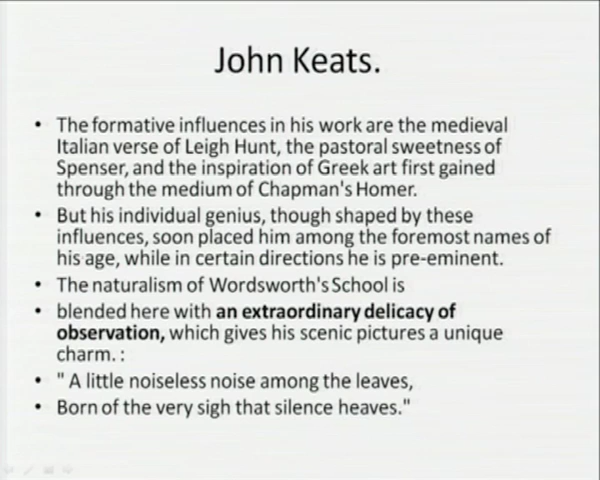 John Keats.
• The formative influences in his work are the medieval
Italian verse of Leigh Hunt, the pastoral sweetness of
Spenser, and the inspiration of Greek art first gained
through the medium of Chapman's Homer.
• But his individual genius, though shaped by these
influences, soon placed him among the foremost names of
his age, while in certain directions he is pre-eminent.
• The naturalism of Wordsworth's School is
• blended here with an extraordinary delicacy of
observation, which gives his scenic pictures a unique
charm. :
• " A little noiseless noise among the leaves,
• Born of the very sigh that silence heaves."